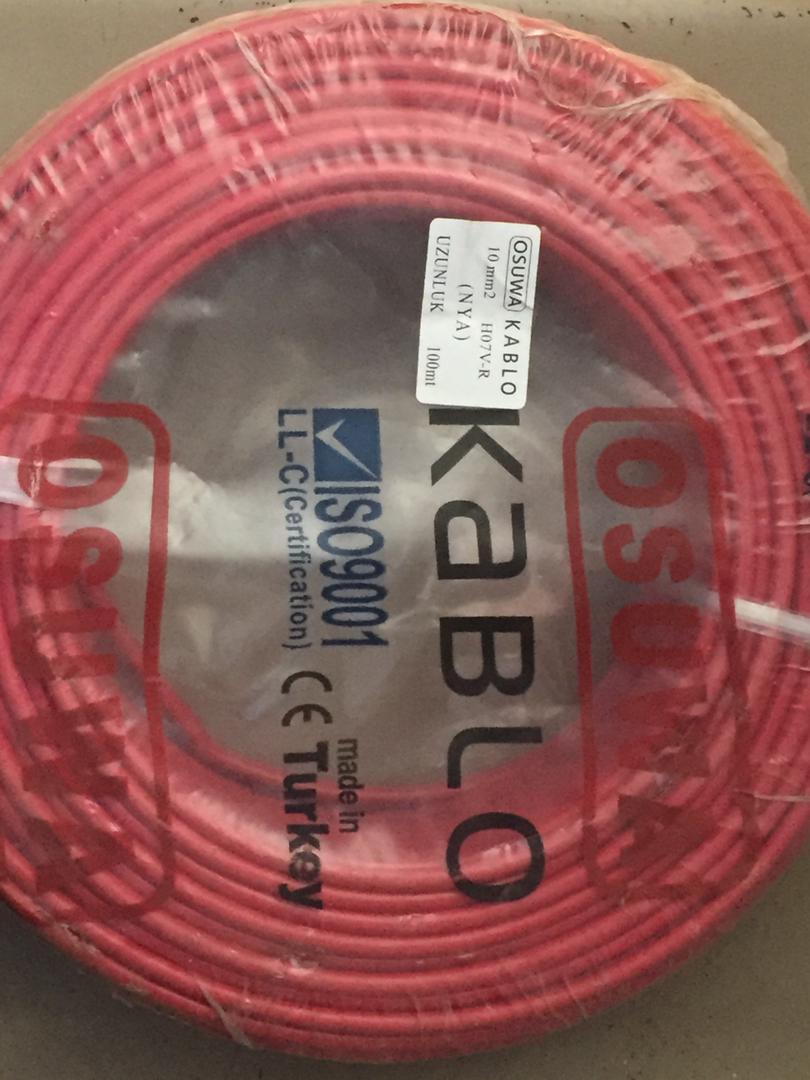 OSUWA KABLO
10 mm2 H07V-R
(NYA)
UZUNLUK 100mt
OSUWA
KaBLO
ISO9001
LL-C(Certification)
made in
CE Turkey
OSUWA